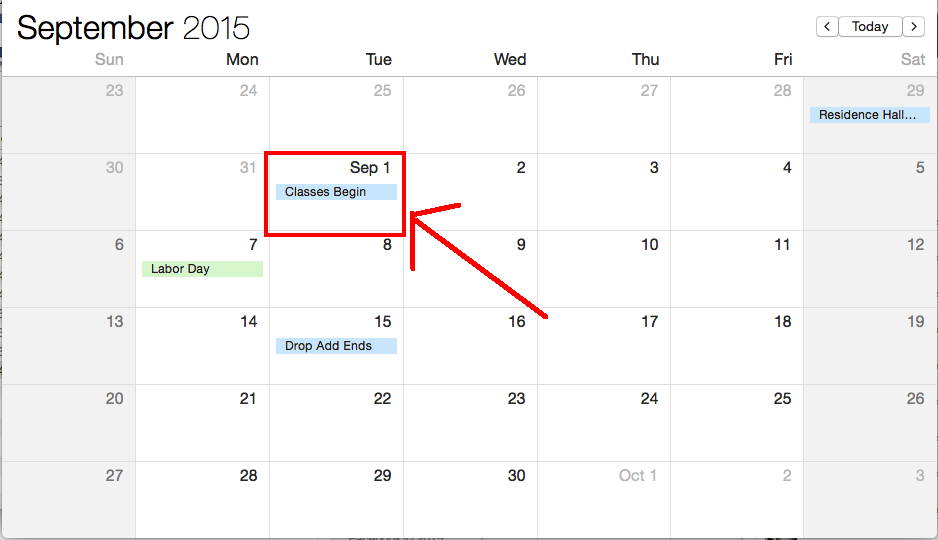 September 2015
< Today >
Sun Mon Tue Wed Thu Fri Sat
23 24 25 26 27 28 29
Residence Hall...
30 31 Sep 1 2 3 4 5
Classes Begin
6 7 8 9 10 11 12
Labor Day
13 14 15 16 17 18 19
Drop Add Ends
20 21 22 23 24 25 26
27 28 29 30 Oct 1 2 3